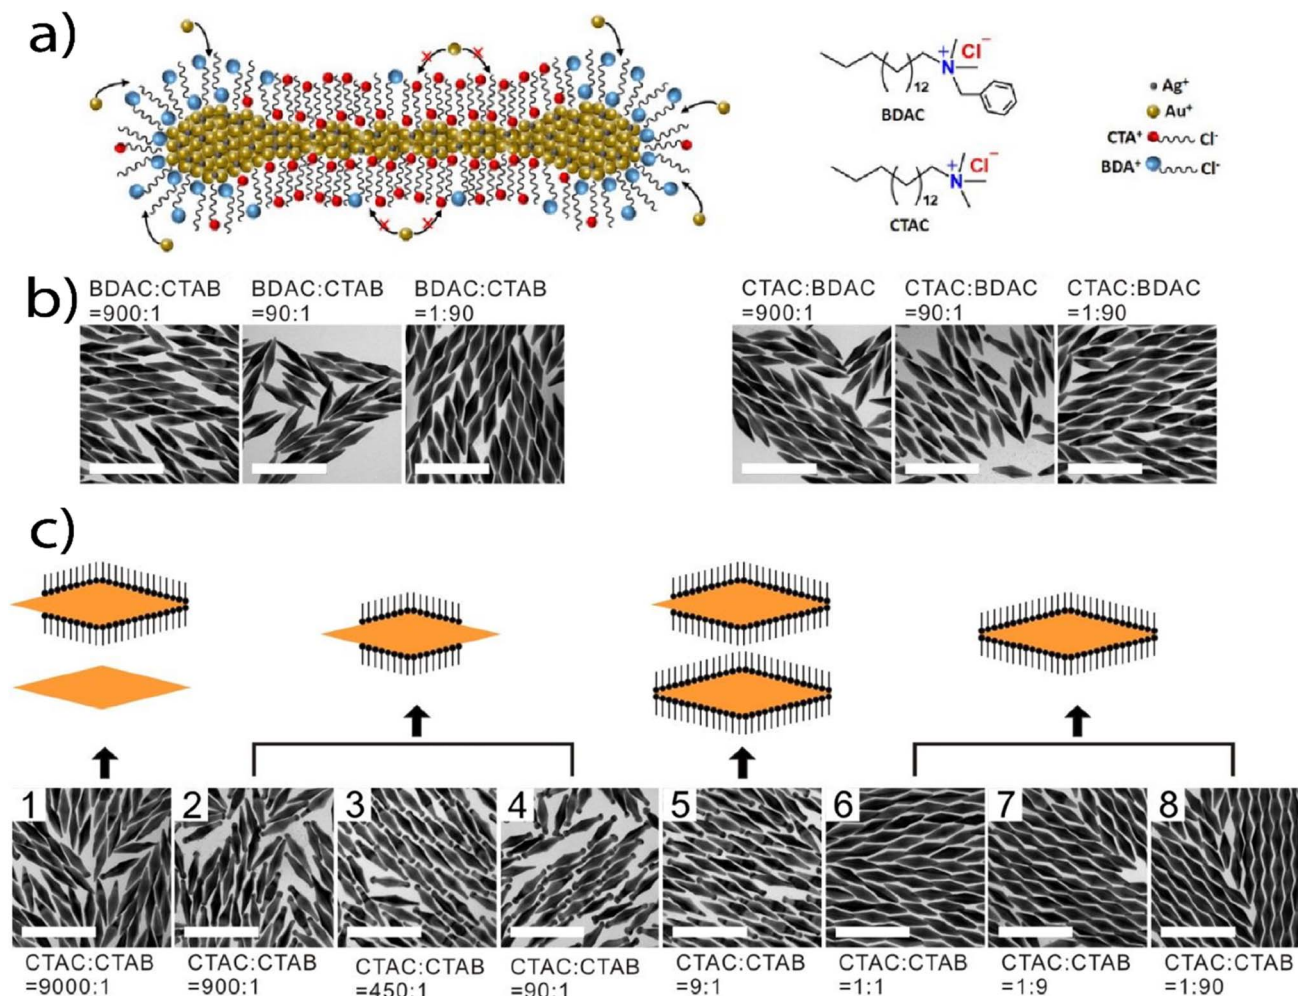 a)
Cl−
+
N
12
BDAC
Cl−
+
N
12
CTAC
Ag+
Au+
CTA+ Cl-
BDA+ Cl-
b)
BDAC:CTAB
=900:1
BDAC:CTAB
=90:1
BDAC:CTAB
=1:90
CTAC:BDAC
=900:1
CTAC:BDAC
=90:1
CTAC:BDAC
=1:90
c)
1
2
3
4
5
6
7
8
CTAC:CTAB
=9000:1
CTAC:CTAB
=900:1
CTAC:CTAB
=450:1
CTAC:CTAB
=90:1
CTAC:CTAB
=9:1
CTAC:CTAB
=1:1
CTAC:CTAB
=1:9
CTAC:CTAB
=1:90